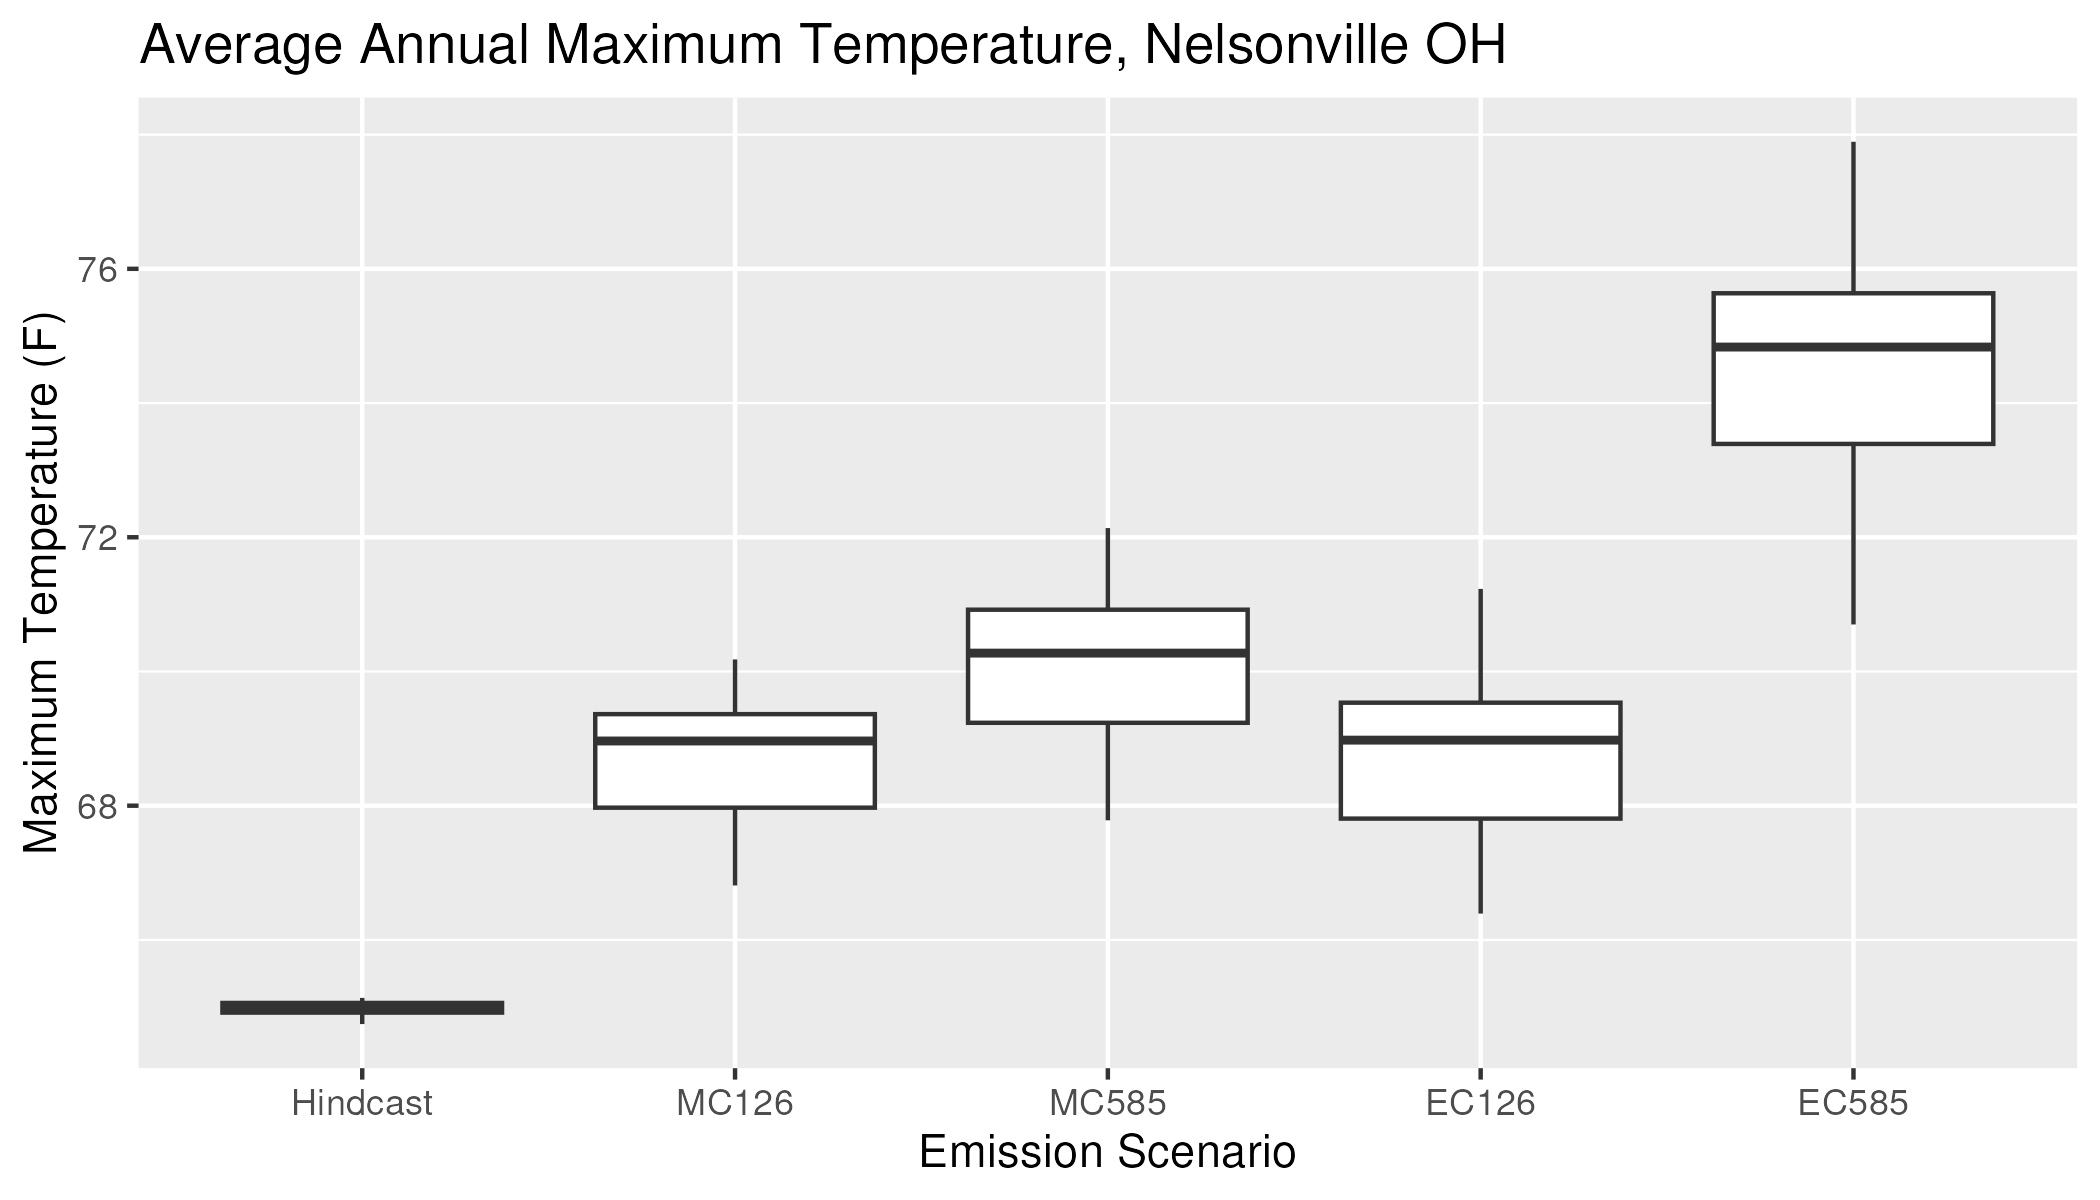 Average Annual Maximum Temperature, Nelsonville OH
Maximum Temperature (F)
76
72
68
Hindcast MC126 MC585 EC126 EC585
Emission Scenario